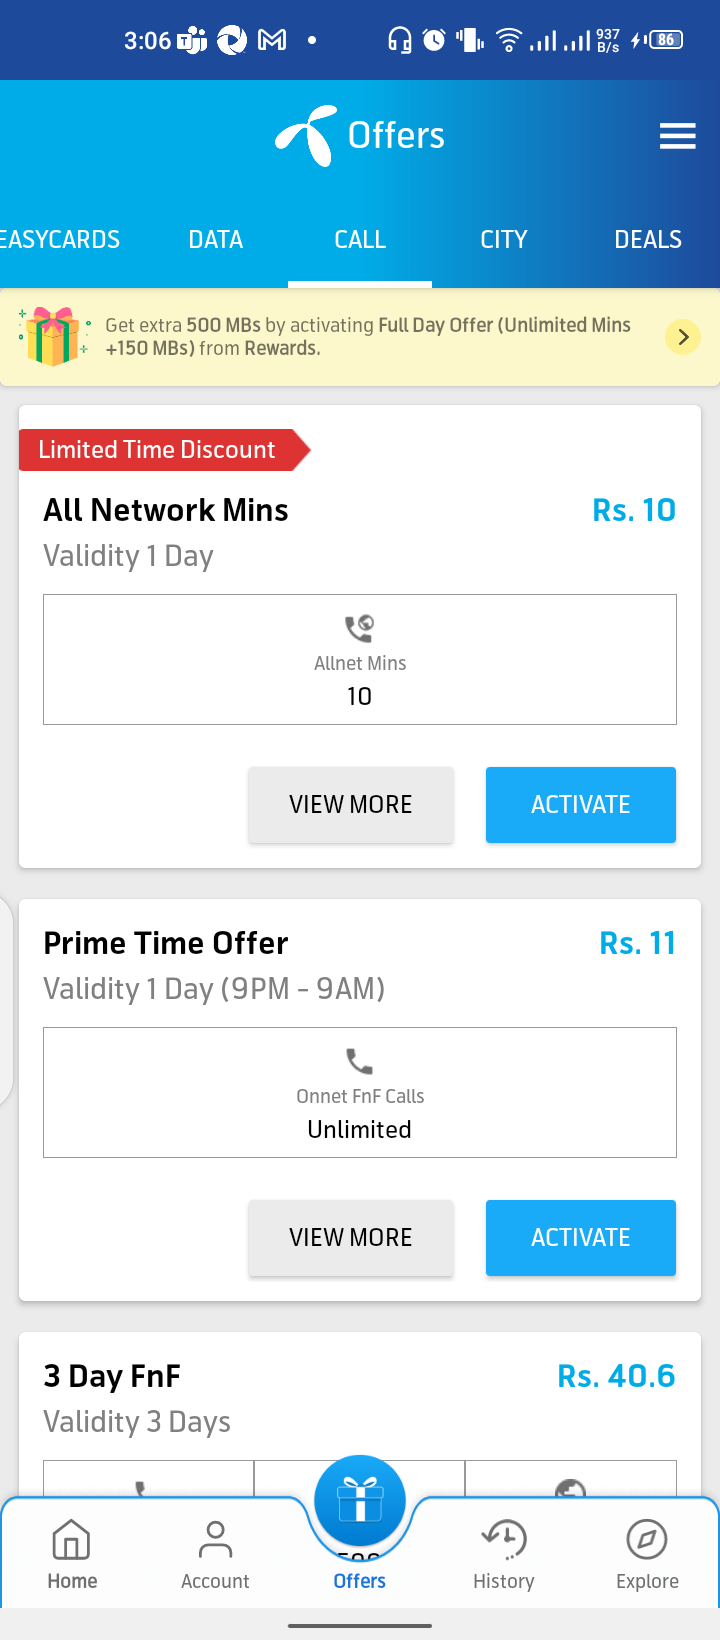 3:06
937
B/s
86
Offers
EASYCARDS DATA CALL CITY DEALS
Get extra 500 MBs by activating Full Day Offer (Unlimited Mins
+150 MBs) from Rewards.
Limited Time Discount
All Network Mins Rs. 10
Validity 1 Day
Allnet Mins
10
VIEW MORE ACTIVATE
Prime Time Offer Rs. 11
Validity 1 Day (9PM - 9AM)
Onnet FnF Calls
Unlimited
VIEW MORE ACTIVATE
3 Day FnF Rs. 40.6
Validity 3 Days
Home Account Offers History Explore